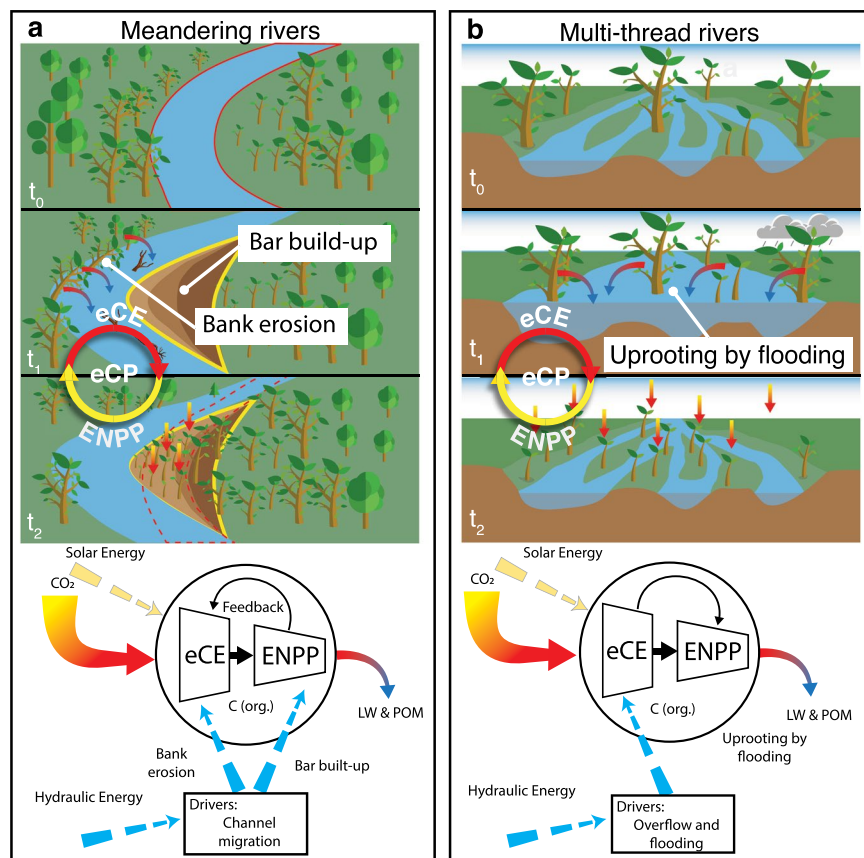 a
Meandering rivers
t0
Bar build-up
Bank erosion
t1
eCE
eCP
ENPP
t2
Solar Energy
CO₂
Feedback
eCE
ENPP
C (org.)
LW & POM
Bank
erosion
Bar built-up
Hydraulic Energy
Drivers:
Channel
migration
b
Multi-thread rivers
a
t0
eCE
t1
Uprooting by flooding
eCP
ENPP
t2
Solar Energy
CO₂
eCE
ENPP
C (org.)
LW & POM
Uprooting by
flooding
Hydraulic Energy
Drivers:
Overflow and
flooding